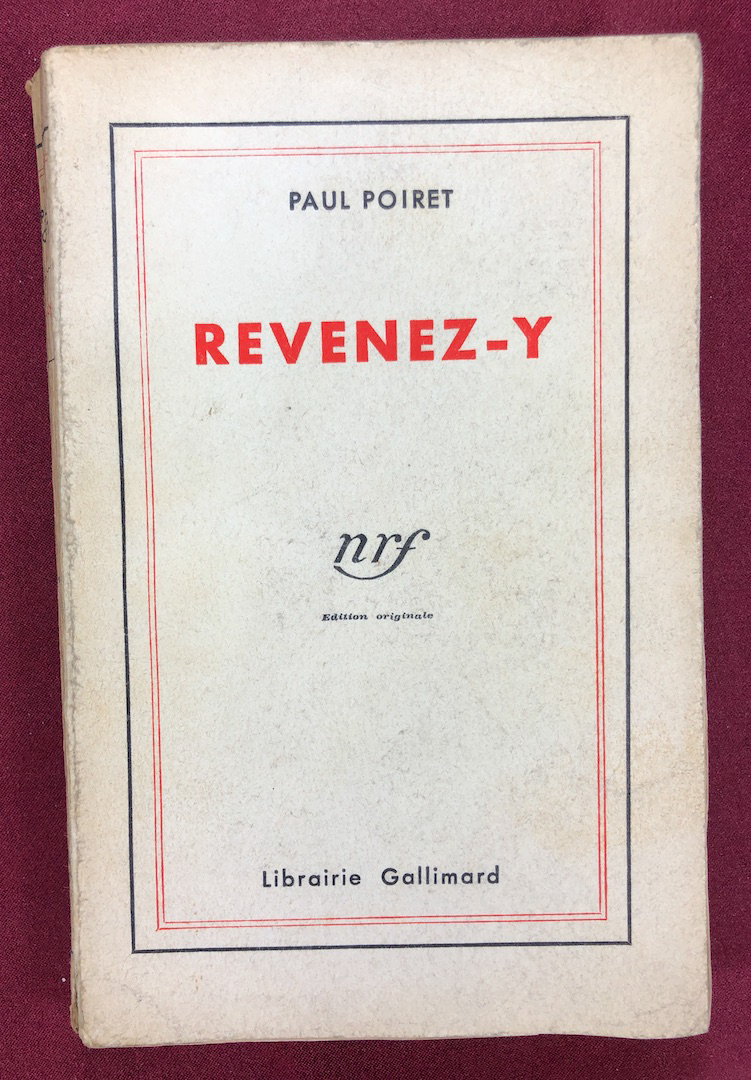 PAUL POIRET
REVENEZ-Y
nrf
Edition originale
Librairie Gallimard